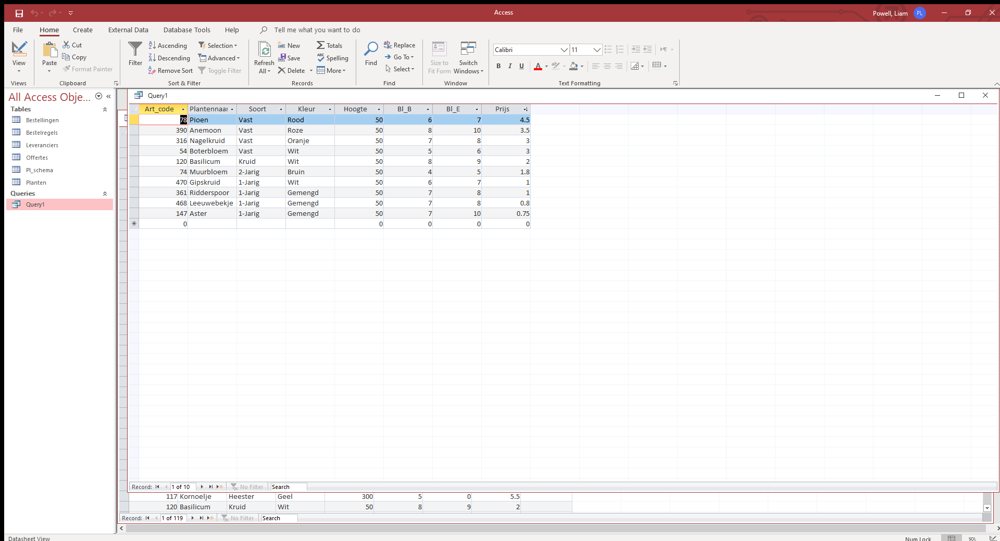 Access
Powell, Liam PL
File Home Create External Data Database Tools Help Tell me what you want to do
View
Views
Paste
Cut
Copy
Format Painter
Clipboard
Filter
Ascending
Descending
Remove Sort
Selection
Advanced
Toggle Filter
Sort & Filter
Refresh
All
New
Save
Delete
Totals
Spelling
More
Records
Find
Replace
Go To
Select
Find
Size to
Fit Form
Switch
Windows
Window
Calibri 11
B I U
Text Formatting
All Access Obje...
Tables
Bestellingen
Bestelregels
Leveranciers
Offertes
Pl_schema
Planten
Queries
Query1
Query1
Art_code Plantennaar Soort Kleur Hoogte Bl_B Bl_E Prijs
78 Pioen Vast Rood 50 6 7 4.5
390 Anemoon Vast Roze 50 8 10 3.5
316 Nagelkruid Vast Oranje 50 7 8 3
54 Boterbloem Vast Wit 50 5 6 3
120 Basilicum Kruid Wit 50 8 9 2
74 Muurbloem 2-Jarig Bruin 50 4 5 1.8
470 Gipskruid 1-Jarig Wit 50 6 7 1
361 Ridderspoor 1-Jarig Gemengd 50 7 8 1
468 Leeuwebekje 1-Jarig Gemengd 50 7 8 0.8
147 Aster 1-Jarig Gemengd 50 7 10 0.75
* 0 0 0 0 0
Record: 1 of 10 No Filter Search
117 Kornoelje Heester Geel 300 5 0 5.5
120 Basilicum Kruid Wit 50 8 9 2
Record: 1 of 119 No Filter Search
Datasheet View Num Lock SQL